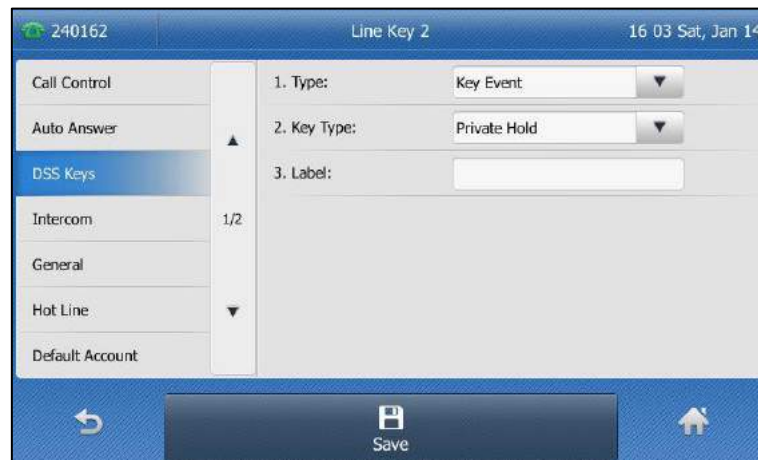 240162
Line Key 2
16 03 Sat, Jan 14
Call Control
Auto Answer
DSS Keys
Intercom
General
Hot Line
Default Account
1/2
1. Type:
Key Event
2. Key Type:
Private Hold
3. Label:
Save